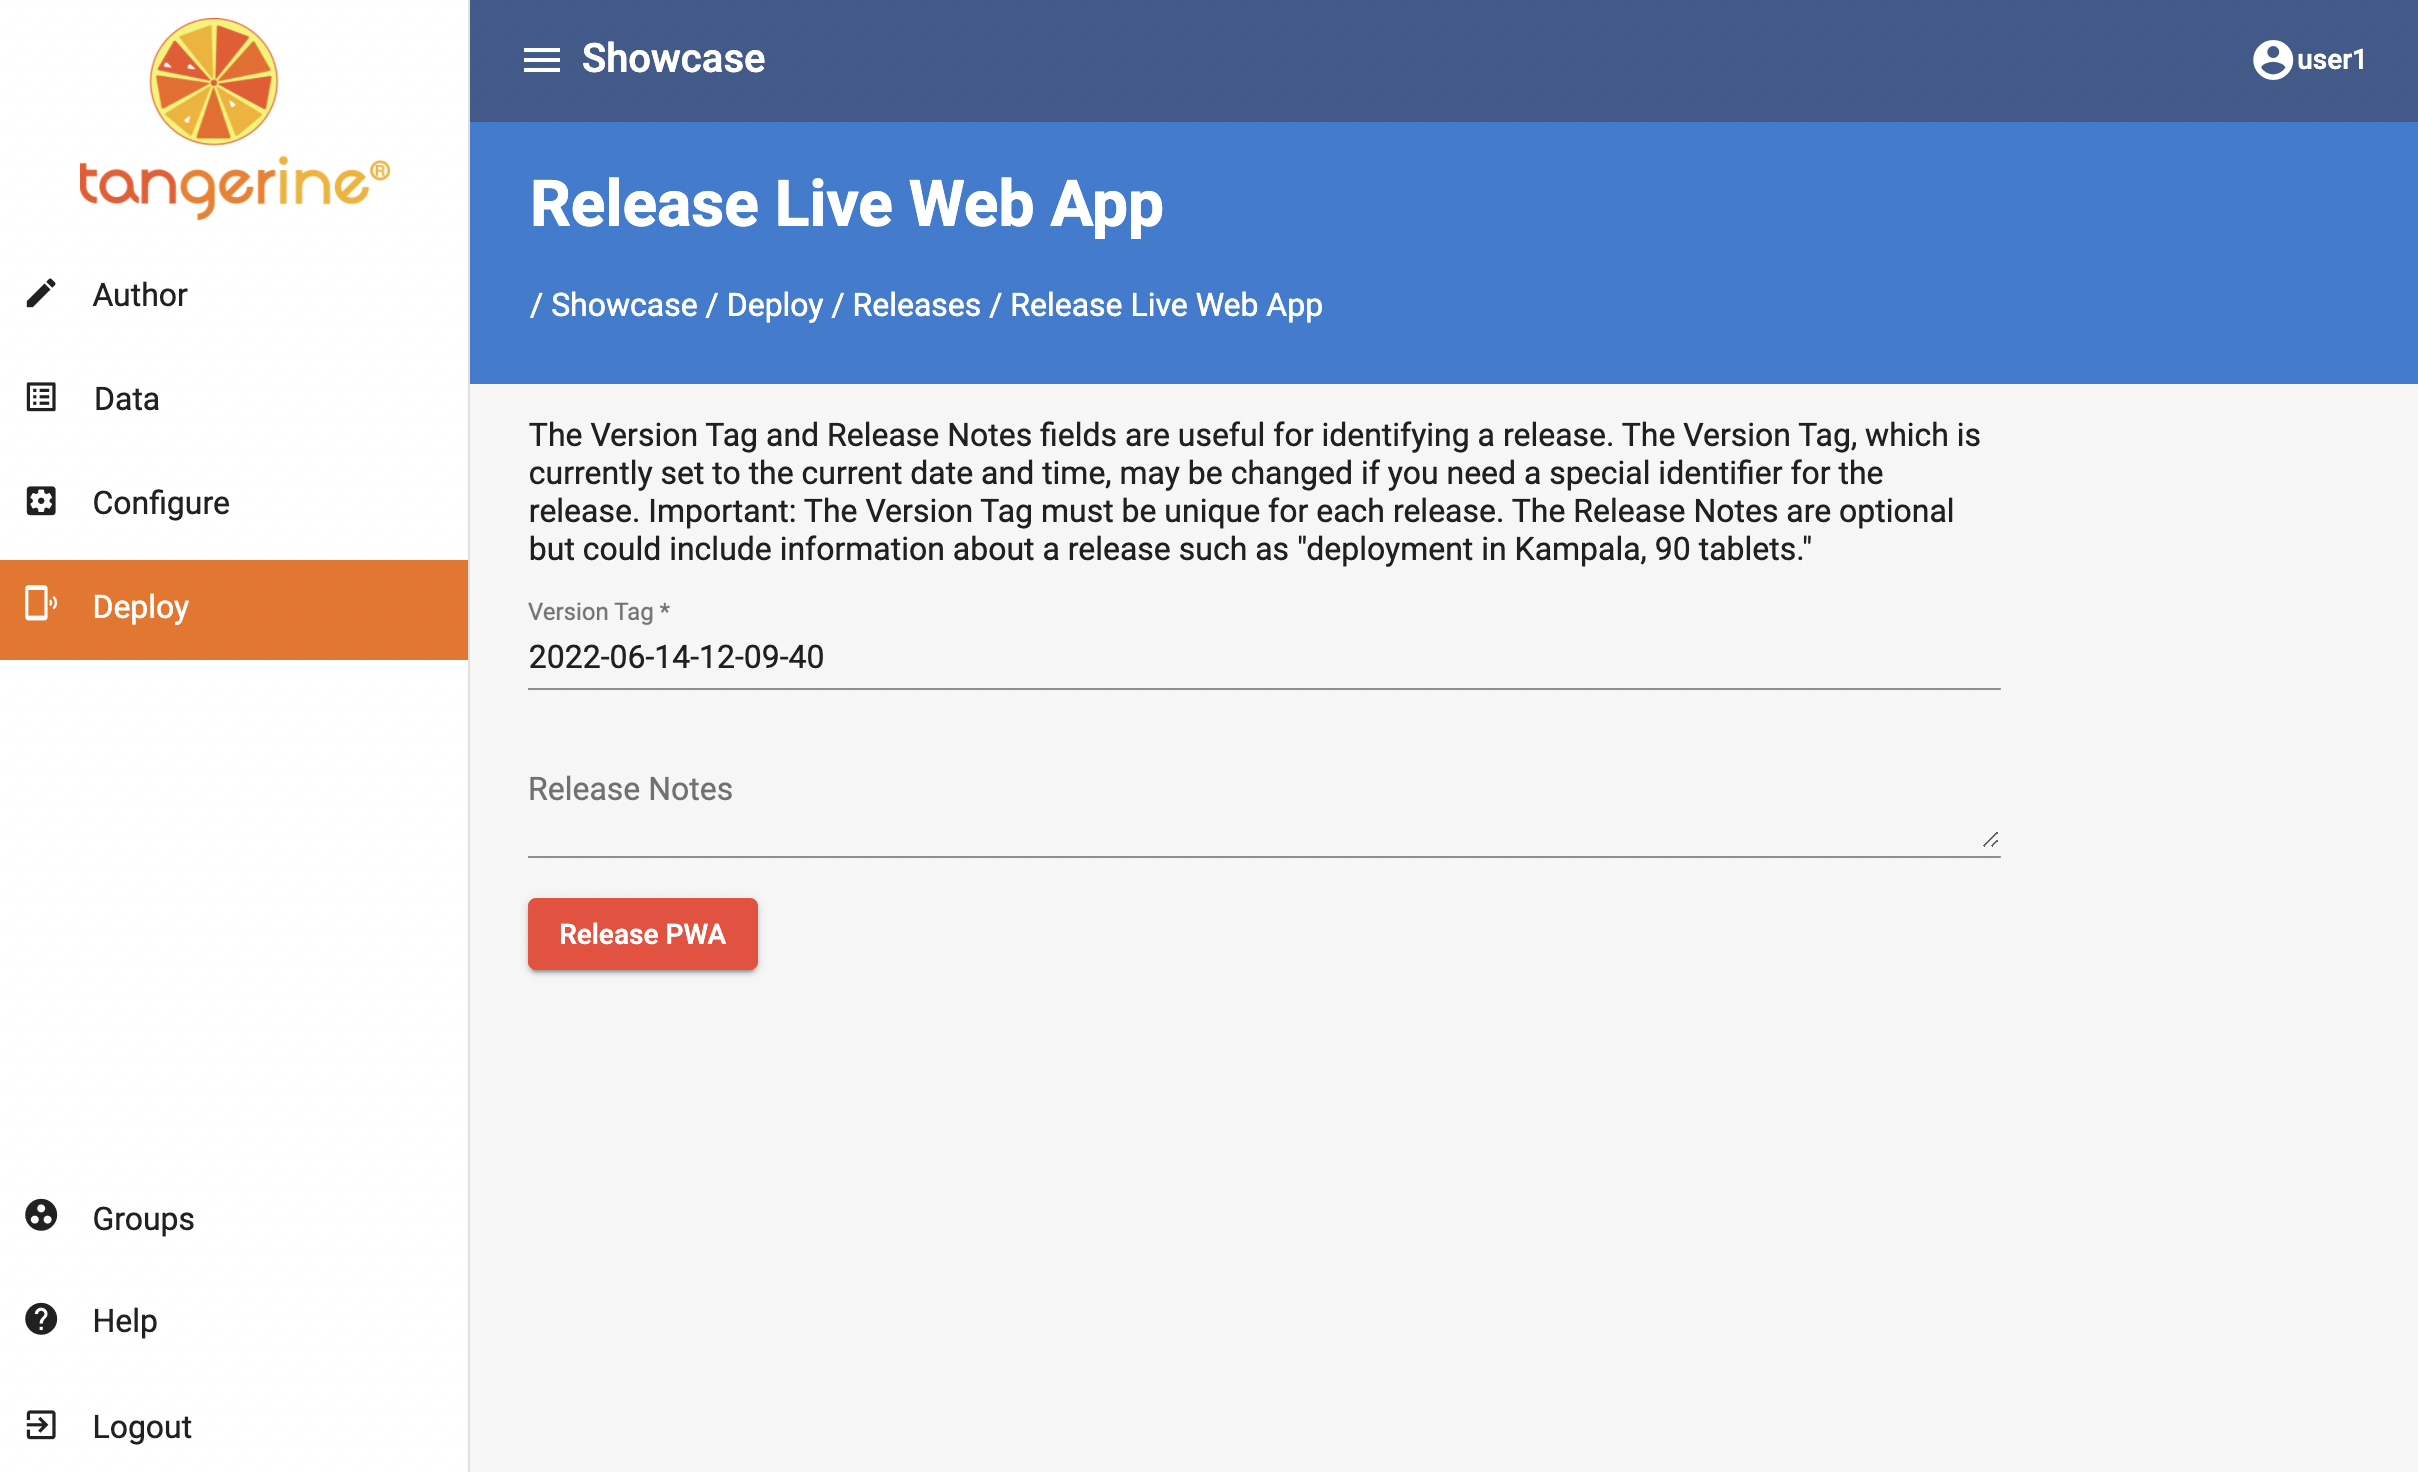 tangerine®
Author
Data
Configure
Deploy
Groups
Help
Logout
Showcase
user1
Release Live Web App
/ Showcase / Deploy / Releases / Release Live Web App
The Version Tag and Release Notes fields are useful for identifying a release. The Version Tag, which is
currently set to the current date and time, may be changed if you need a special identifier for the
release. Important: The Version Tag must be unique for each release. The Release Notes are optional
but could include information about a release such as "deployment in Kampala, 90 tablets."
Version Tag *
2022-06-14-12-09-40
Release Notes
Release PWA